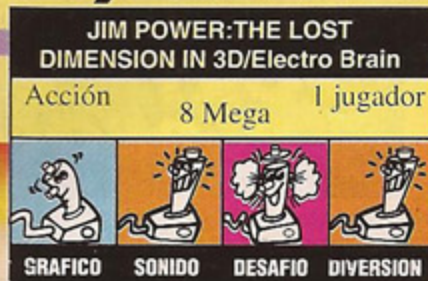 JIM POWER:THE LOST
DIMENSION IN 3D/Electro Brain
Acción 8 Mega 1 jugador
GRAFICO SONIDO DESAFIO DIVERSION